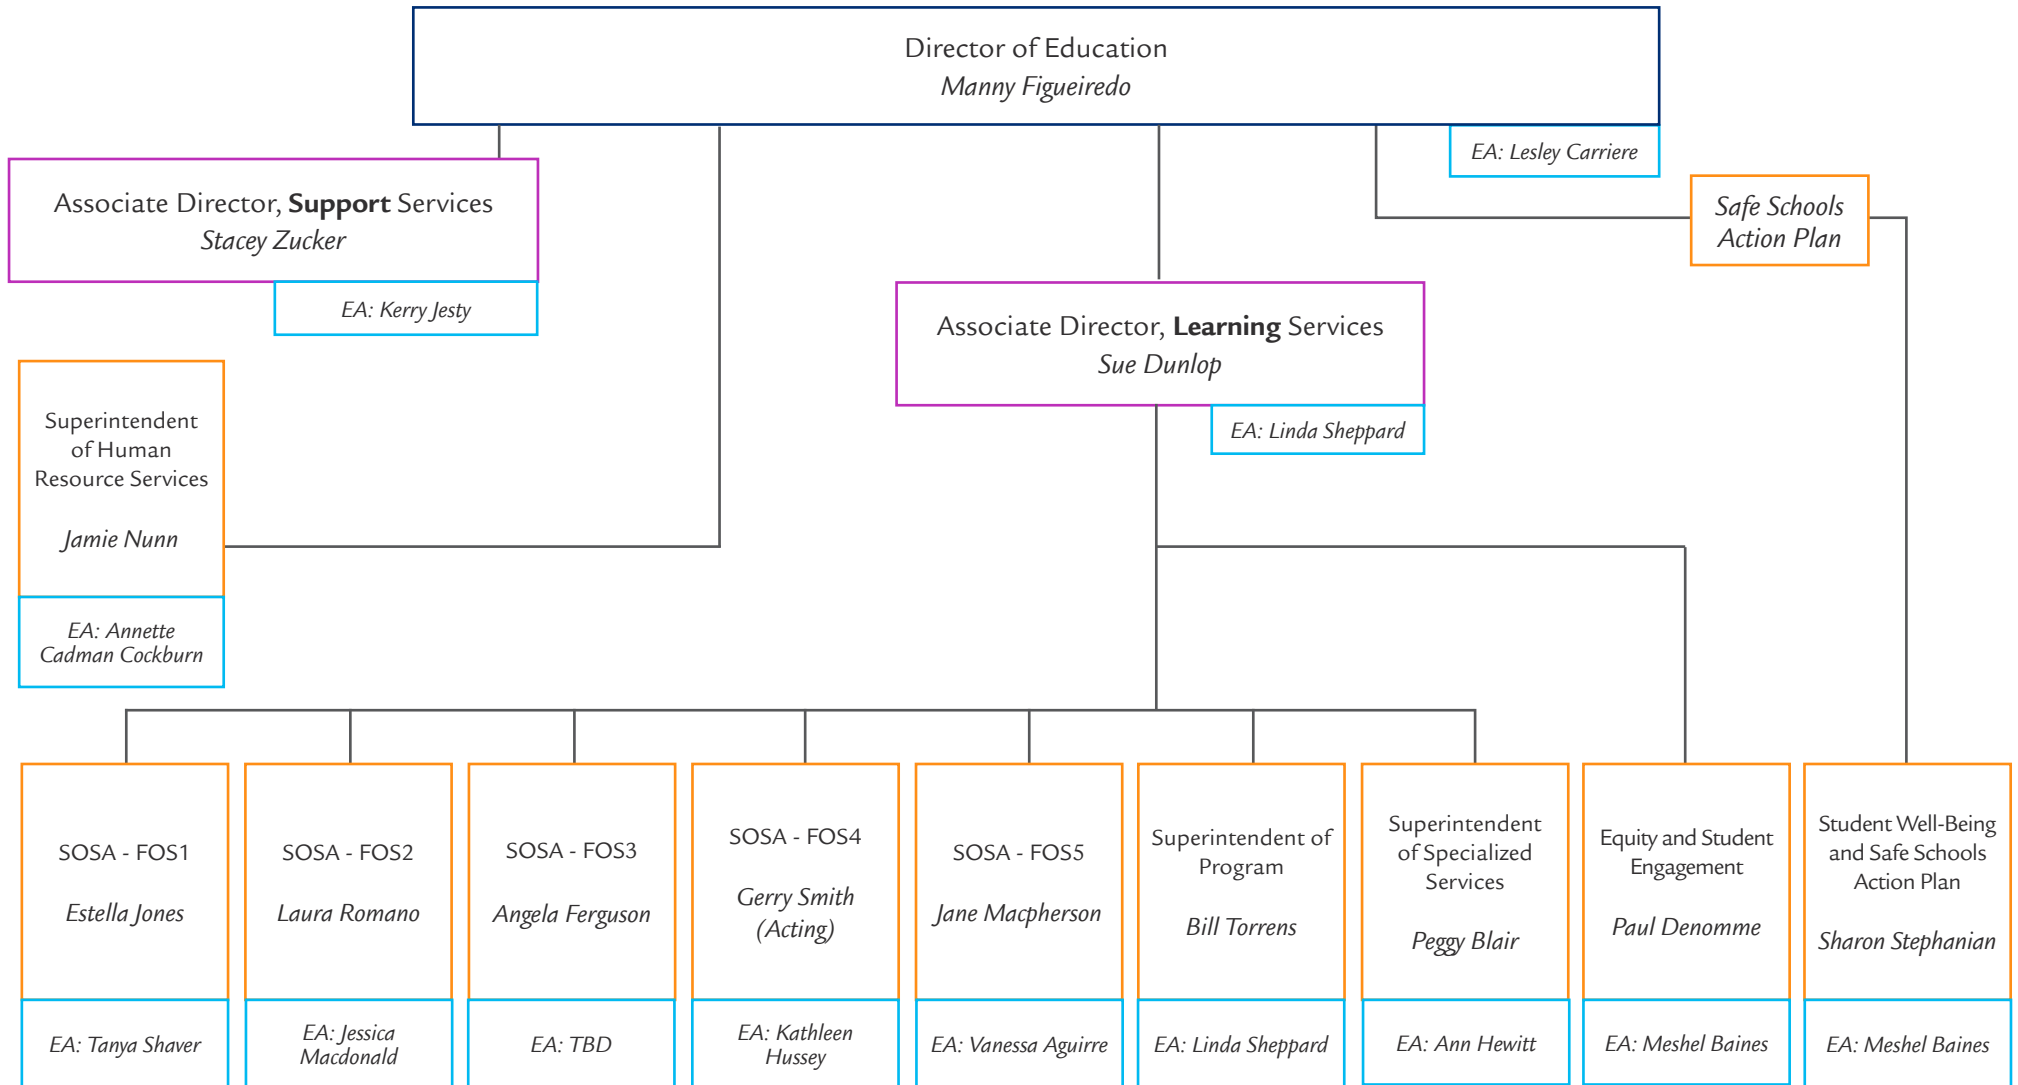 Director of Education
Manny Figueiredo
EA: Lesley Carriere
Associate Director, Support Services
Stacey Zucker
EA: Kerry Jesty
Safe Schools
Action Plan
Associate Director, Learning Services
Sue Dunlop
EA: Linda Sheppard
Superintendent
of Human
Resource Services
Jamie Nunn
EA: Annette
Cadman Cockburn
SOSA - FOS1
Estella Jones
EA: Tanya Shaver
SOSA - FOS2
Laura Romano
EA: Jessica
Macdonald
SOSA - FOS3
Angela Ferguson
EA: TBD
SOSA - FOS4
Gerry Smith
(Acting)
EA: Kathleen
Hussey
SOSA - FOS5
Jane Macpherson
EA: Vanessa Aguirre
Superintendent of
Program
Bill Torrens
EA: Linda Sheppard
Superintendent
of Specialized
Services
Peggy Blair
EA: Ann Hewitt
Equity and Student
Engagement
Paul Denomme
EA: Meshel Baines
Student Well-Being
and Safe Schools
Action Plan
Sharon Stephanian
EA: Meshel Baines